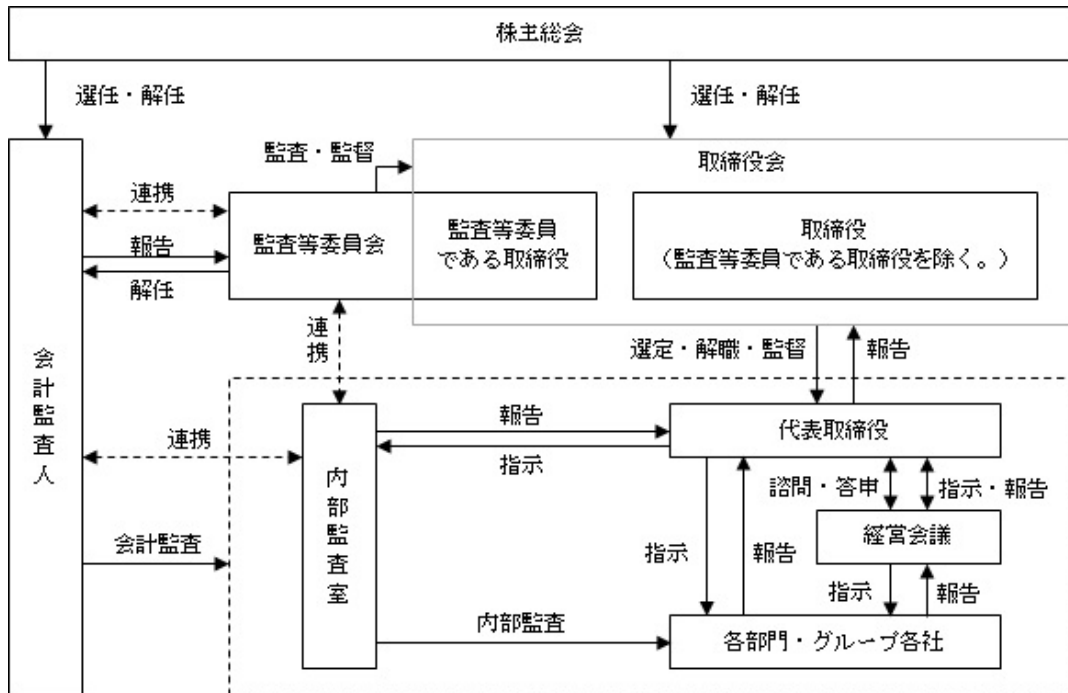 株主総会
選任・解任
選任・解任
監査・監督
取締役会
連携
報告
解任
監査等委員会
監査等委員
である取締役
取締役
（監査等委員である取締役を除く。）
連携
選定・解職・監督
報告
会計監査人
連携
報告
指示
代表取締役
内部監査室
諮問・答申
指示・報告
会計監査
経営会議
指示
報告
指示
報告
内部監査
各部門・グループ各社